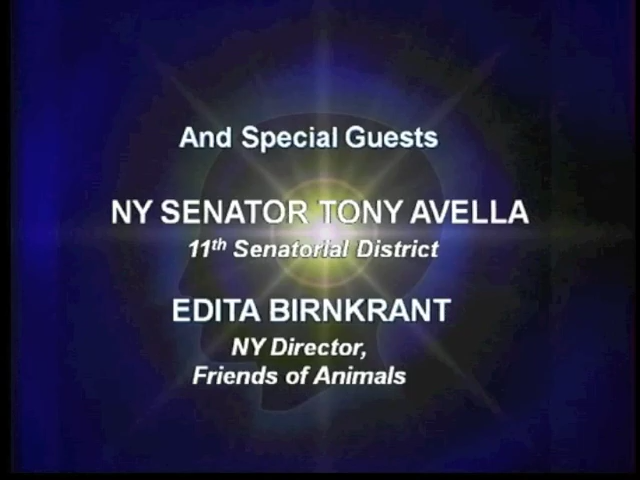 And Special Guests
NY SENATOR TONY AVELLA
11th Senatorial District
EDITA BIRNKRANT
NY Director,
Friends of Animals